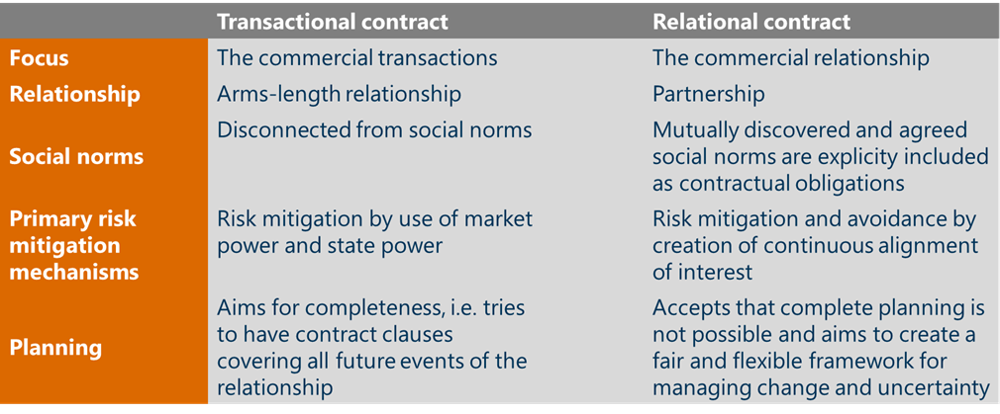 Transactional contract Relational contract
Focus The commercial transactions The commercial relationship
Relationship Arms-length relationship Partnership
Social norms
Disconnected from social norms
Mutually discovered and agreed
social norms are explicity included
as contractual obligations
Primary risk
mitigation
mechanisms
Risk mitigation by use of market
power and state power
Risk mitigation and avoidance by
creation of continuous alignment
of interest
Planning
Aims for completeness, i.e. tries
to have contract clauses
covering all future events of the
relationship
Accepts that complete planning is
not possible and aims to create a
fair and flexible framework for
managing change and uncertainty